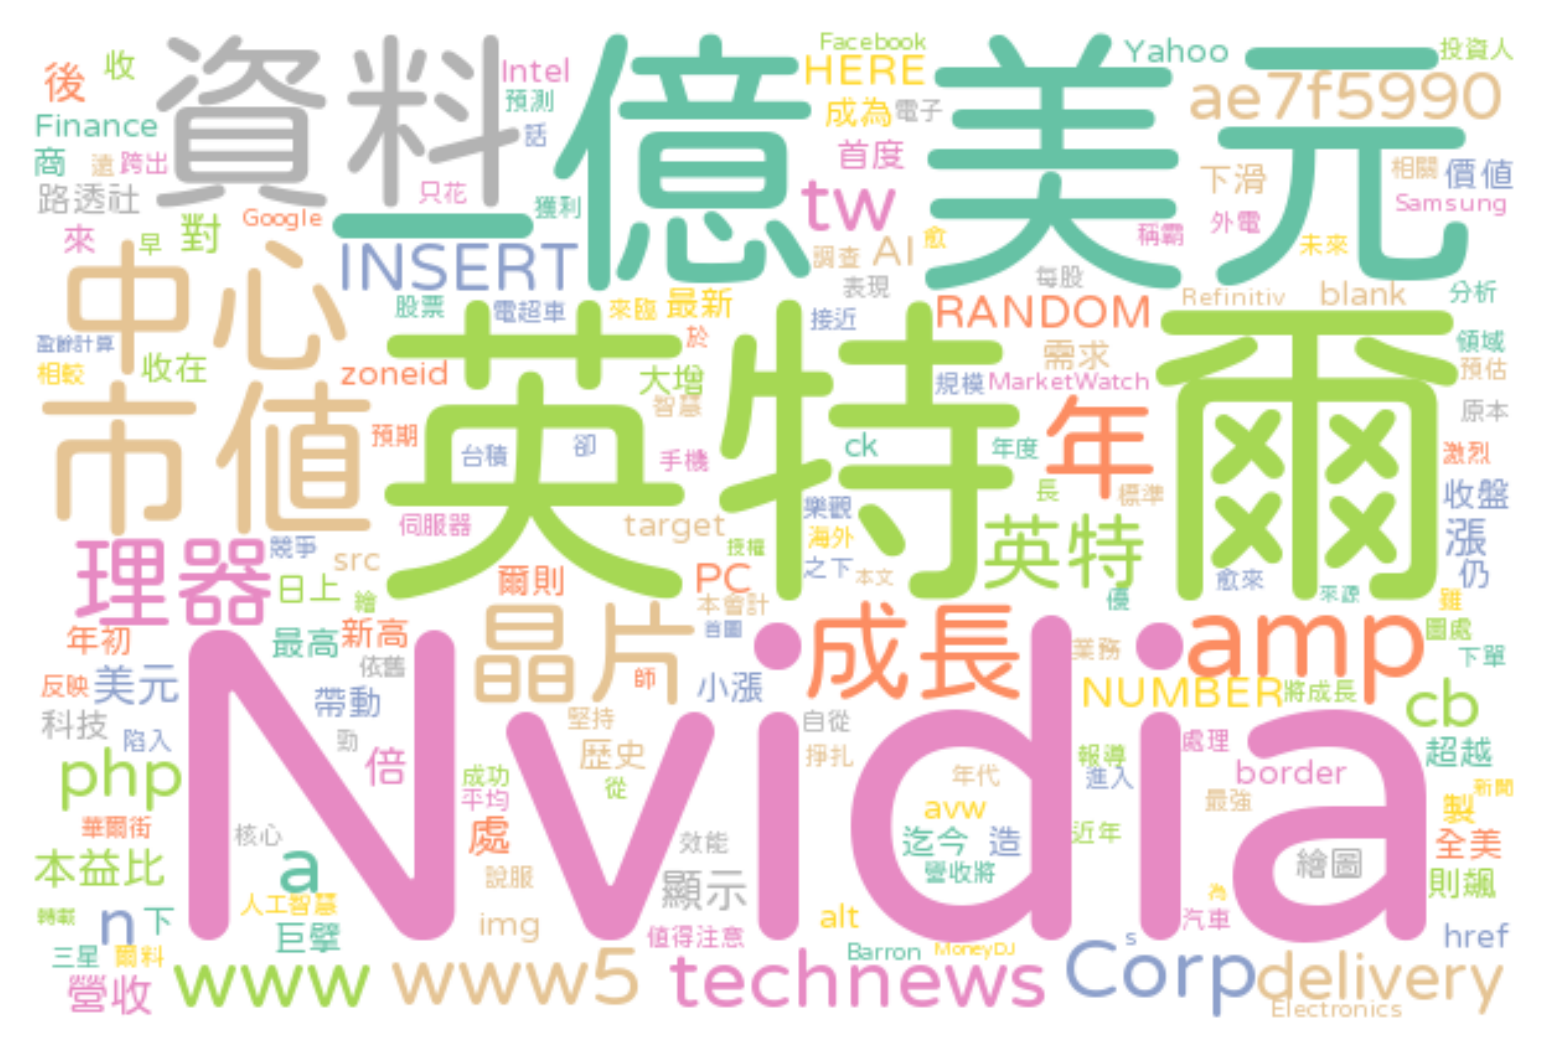 Facebook
Yahoo
投資人
收
後
資料
Intel
一億美元
HERE
ae7f5990
預測
成為
電子
Finance
話
首度
商
遠
跨出
相關
價值
下滑
路透社
只花
獲利
tw
Samsung
Google
來
早
對
外電
稱霸
未來
愈
INSERT
調查
AI
表現
每股
中心
股票
電超車
來臨
最新
RANDOM
Refinitiv
blank
分析
接近
於
盈餘計算
收在
英特爾
領域
需求
相較
zoneid
大增
規模
MarketWatch
預估
市值
智慧
年
原本
預期
台積
卻
手機
ck
年度
激烈
長
標準
收盤
伺服器
target
樂觀
英特
漲
海外
授權
競爭
src
之下
本文
理器
日上
爾則
PC
愈來
仍
繪
本會計
優
來源
雖
首圖
晶片
成長
amp
年初
最高
新高
圖處
業務
下單
依舊
師
小漲
反映
美元
帶動
NUMBER
將成長
cb
堅持
自從
科技
陷入
勁
歷史
掙扎
處理
報導
超越
php
倍
成功
從
年代
進入
border
平均
最強
新聞
avw
製
Nvidia
華爾街
核心
處
效能
迄今
造
近年
全美
本益比
a
說服
顯示
營收將
繪圖
則飆
人工智慧
為
轉載
n
下
巨擘
img
alt
汽車
href
值得注意
s
三星
爾料
Barron
MoneyDJ
營收
www
www5
technews
Corp
delivery
Electronics